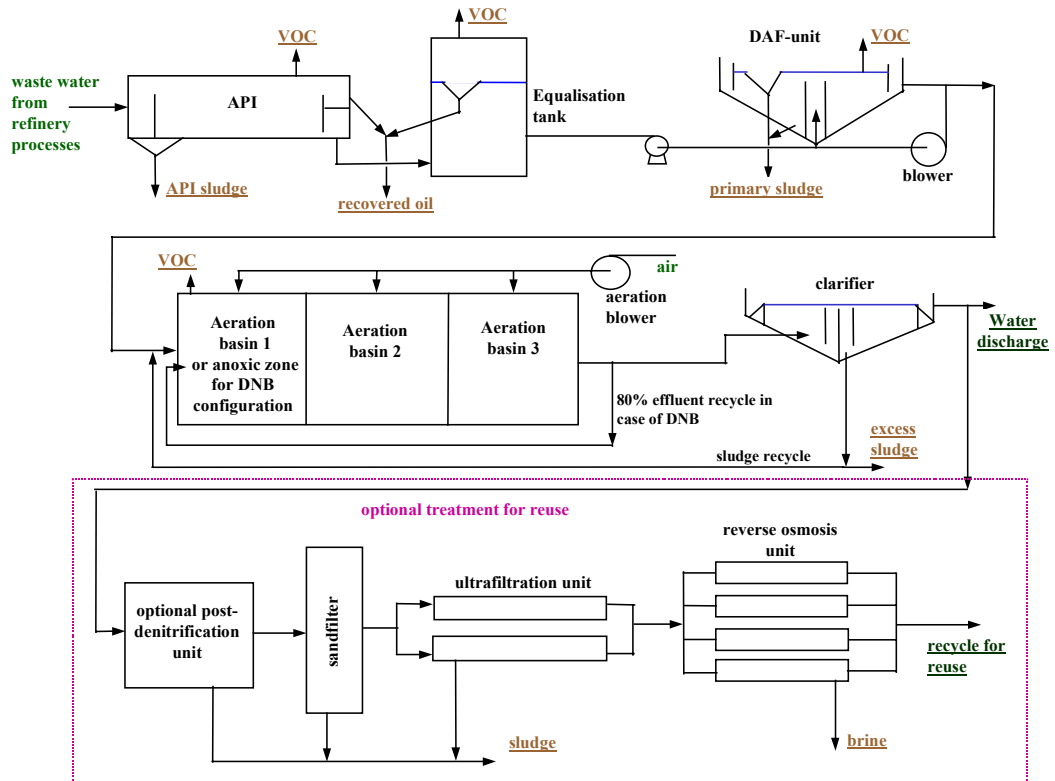 VOC
waste water
from
refinery
processes
API
API sludge
recovered oil
VOC
Equalisation
tank
DAF-unit
VOC
primary sludge
blower
VOC
air
aeration
blower
Aeration
basin 1
or anoxic zone
for DNB
configuration
Aeration
basin 2
Aeration
basin 3
80% effluent recycle in
case of DNB
clarifier
Water
discharge
excess
sludge
sludge recycle
optional treatment for reuse
optional post-
denitrification
unit
sandfilter
ultrafiltration unit
reverse osmosis
unit
recycle for
reuse
sludge
brine